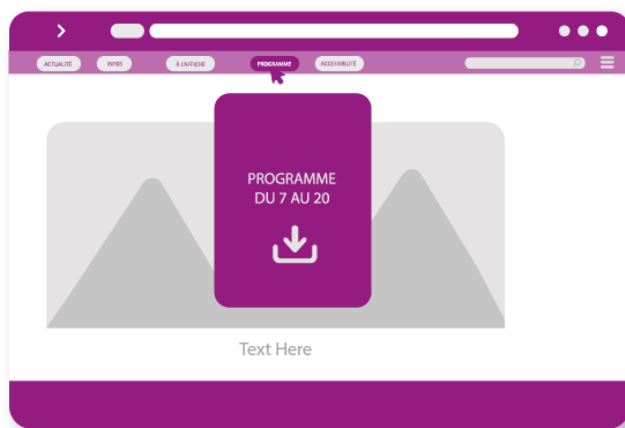 ACTUALITÉ
INFOS
À L'AFFICHE
PROGRAMME
ACCESSIBILITÉ
PROGRAMME
DU 7 AU 20
Text Here